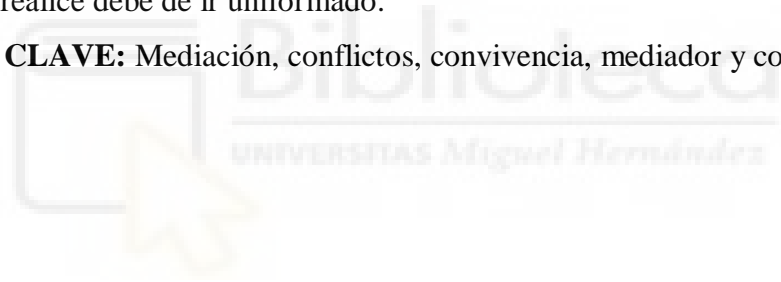 realice debe de ir uniformado.
CLAVE: Mediación, conflictos, convivencia, mediador y co
Biblioteca
UNIVERSITAS Miguel Hernández